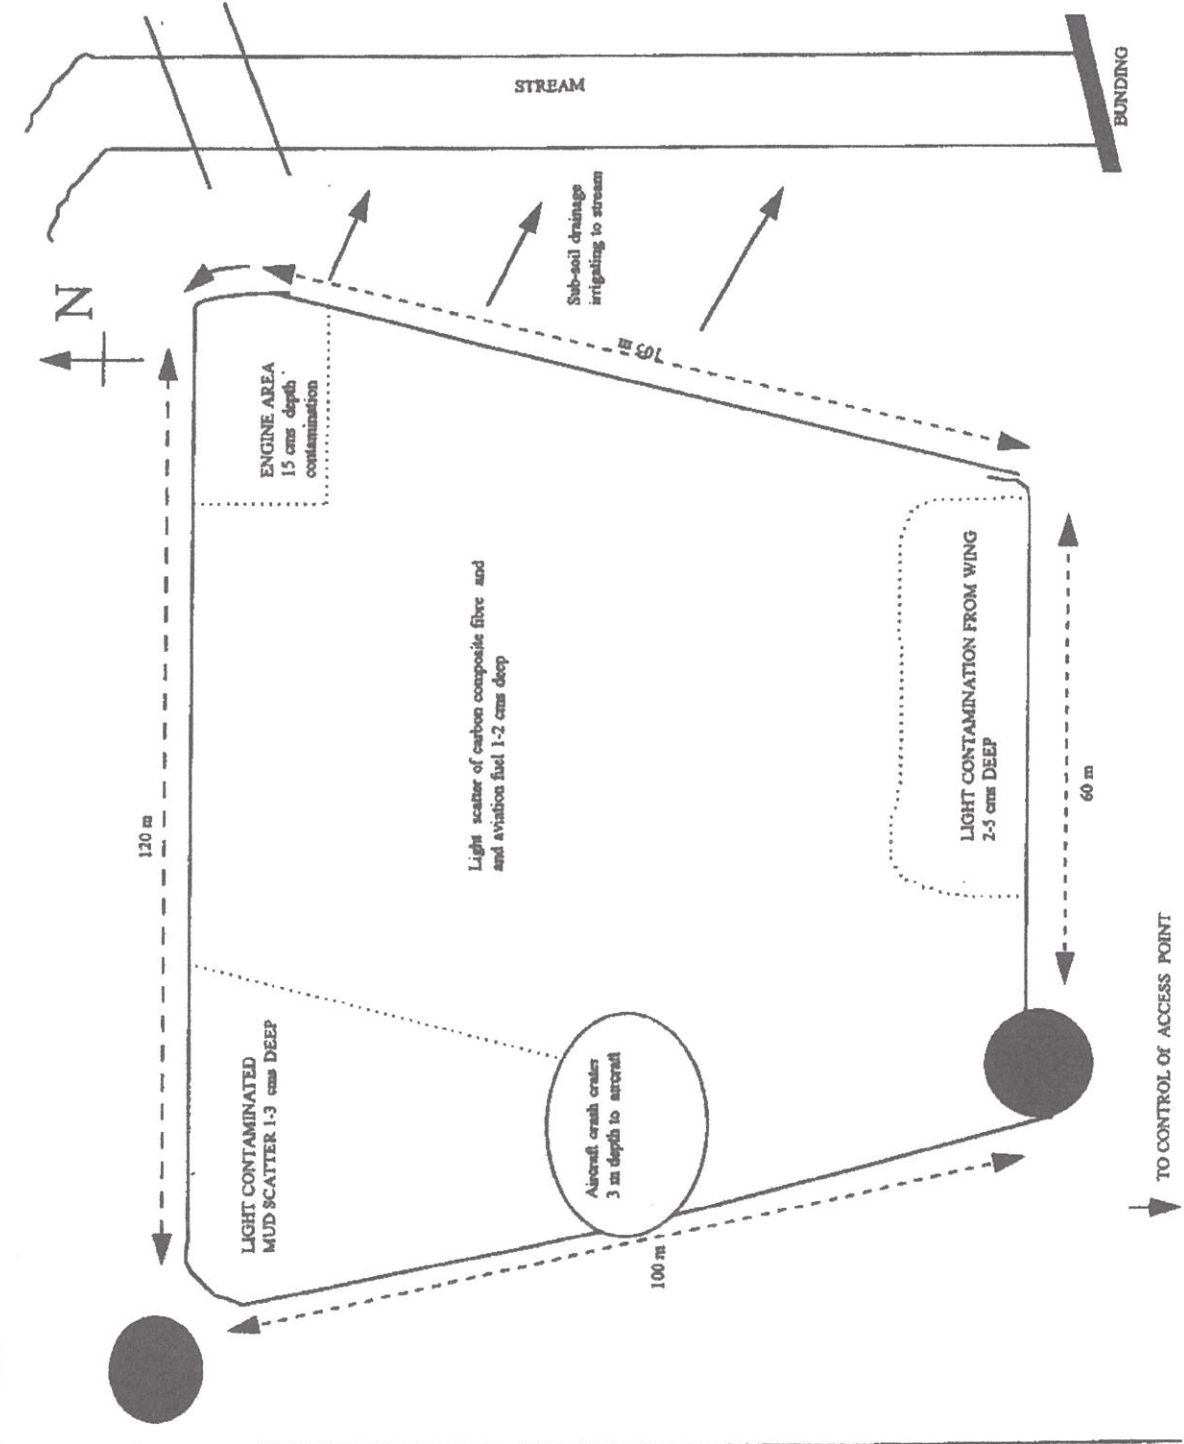 N
STREAM
BUNDING
Sub-soil drainage
irrigating to stream
ENGINE AREA
15 cms depth
contamination
103 m
120 m
Light scatter of carbon composite fibre and
and aviation fuel 1-2 cms deep
LIGHT CONTAMINATION FROM WING
2-5 cms DEEP
60 m
LIGHT CONTAMINATED
MUD SCATTER 1-3 cms DEEP
Aircraft crash crater
3 m depth to aircraft
100 m
TO CONTROL Of ACCESS POINT